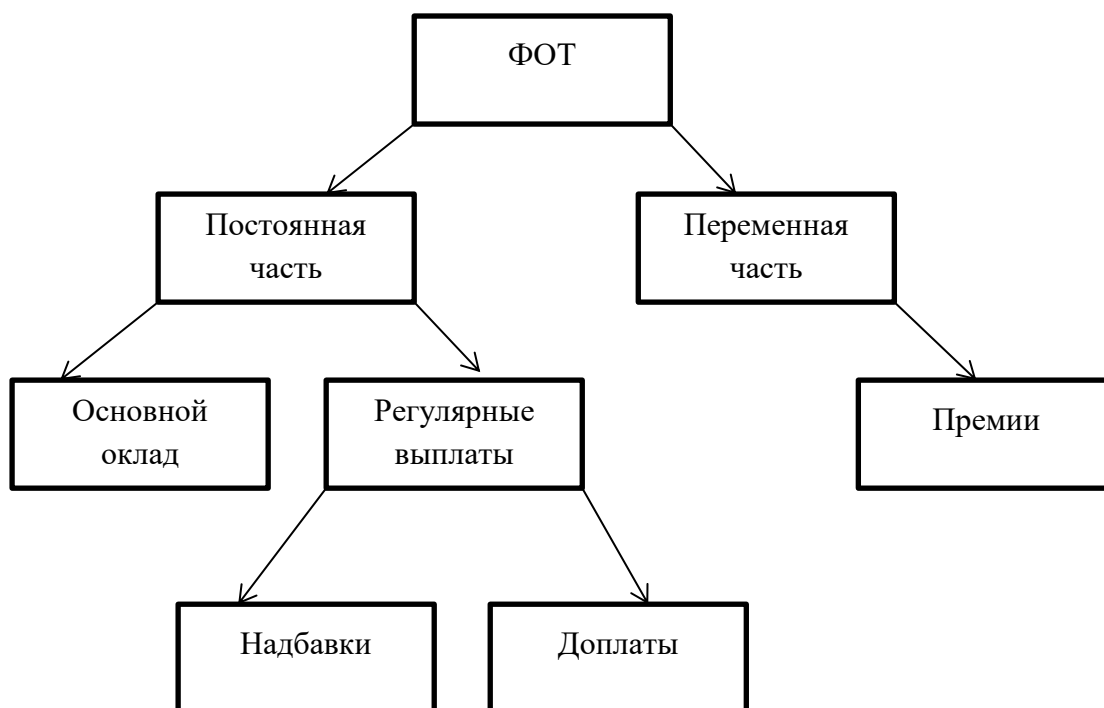 ФОТ
Постоянная
часть
Переменная
часть
Основной
оклад
Регулярные
выплаты
Премии
Надбавки
Доплаты